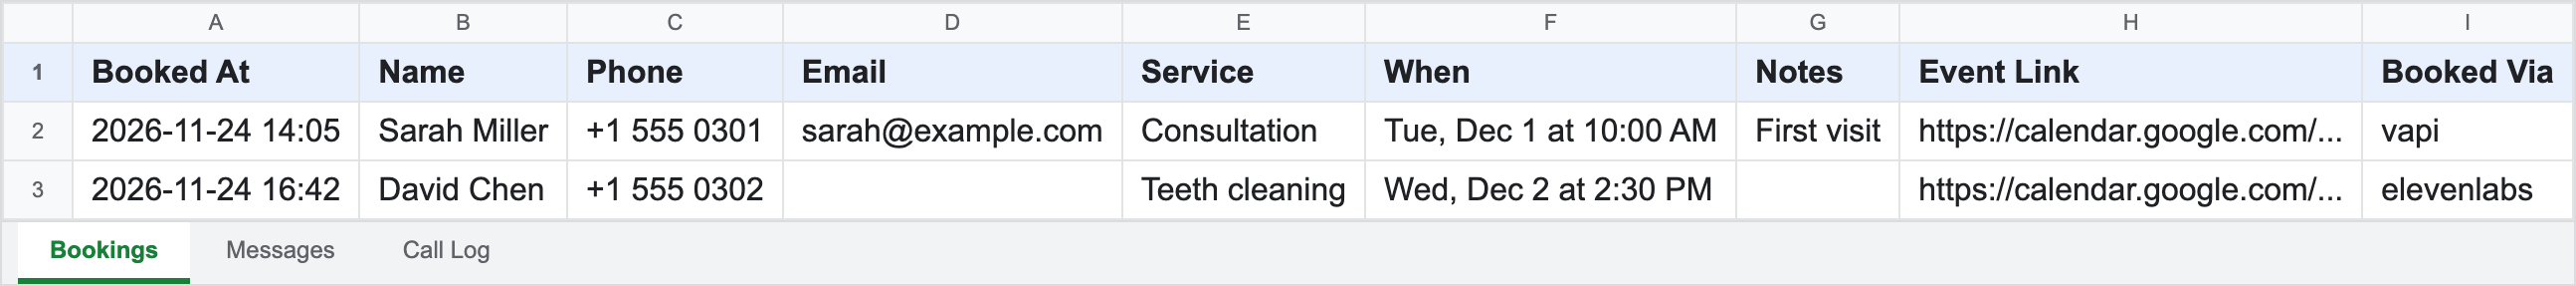 A B C D E F G H I
1 Booked At Name Phone Email Service When Notes Event Link Booked Via
2 2026-11-24 14:05 Sarah Miller +1 555 0301 sarah@example.com Consultation Tue, Dec 1 at 10:00 AM First visit https://calendar.google.com/... vapi
3 2026-11-24 16:42 David Chen +1 555 0302 Teeth cleaning Wed, Dec 2 at 2:30 PM https://calendar.google.com/... elevenlabs
Bookings Messages Call Log